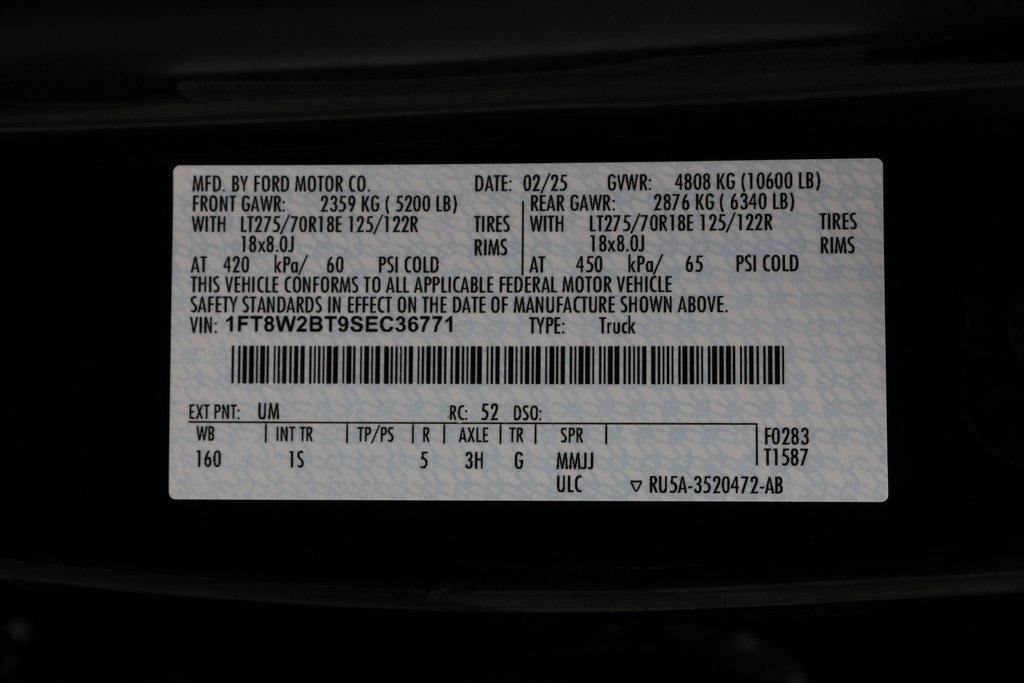 MFD. BY FORD MOTOR CO. DATE: 02/25 GVWR: 4808 KG (10600 LB)
FRONT GAWR: 2359 KG ( 5200 LB) REAR GAWR: 2876 KG ( 6340 LB)
WITH LT275/70R18E 125/122R TIRES WITH LT275/70R18E 125/122R TIRES
18x8.0J RIMS 18x8.0J RIMS
AT 420 kPa/ 60 PSI COLD AT 450 kPa/ 65 PSI COLD
THIS VEHICLE CONFORMS TO ALL APPLICABLE FEDERAL MOTOR VEHICLE
SAFETY STANDARDS IN EFFECT ON THE DATE OF MANUFACTURE SHOWN ABOVE.
VIN: 1FT8W2BT9SEC36771 TYPE: Truck
EXT PNT: UM RC: 52 DSO:
WB INT TR TP/PS R AXLE TR SPR F0283
160 1S 5 3H G MMJJ T1587
ULC ▽ RU5A-3520472-AB